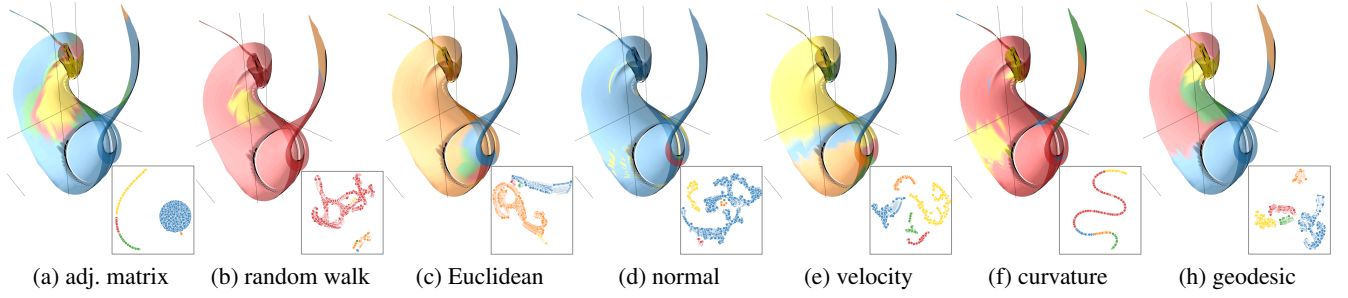 (a) adj. matrix
(b) random walk
(c) Euclidean
(d) normal
(e) velocity
(f) curvature
(h) geodesic